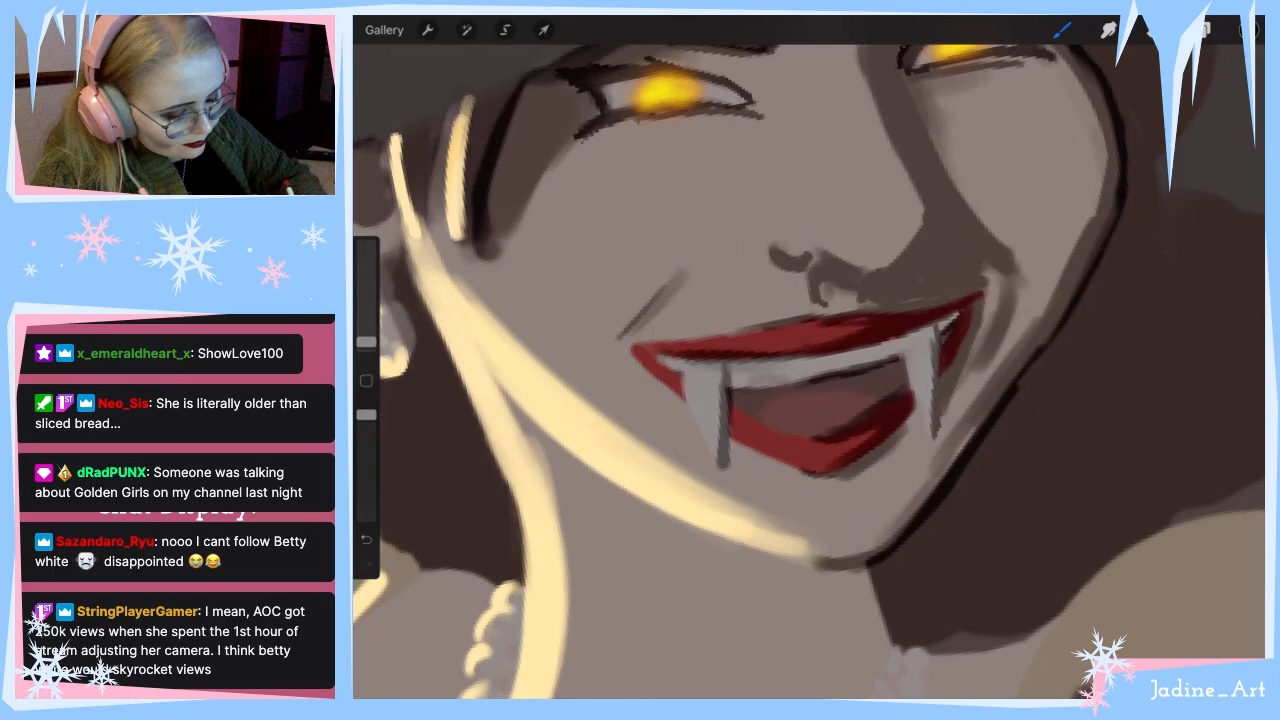 Gallery
x_emeraldheart_x: ShowLove100
Neo_Sis: She is literally older than
sliced bread...
dRadPUNX: Someone was talking
about Golden Girls on my channel last night
Sazandaro_Ryu: nooo I cant follow Betty
white disappointed 😭😂
StringPlayerGamer: I mean, AOC got
250k views when she spent the 1st hour of
stream adjusting her camera. I think betty
skyrocket views
Jadine_Art